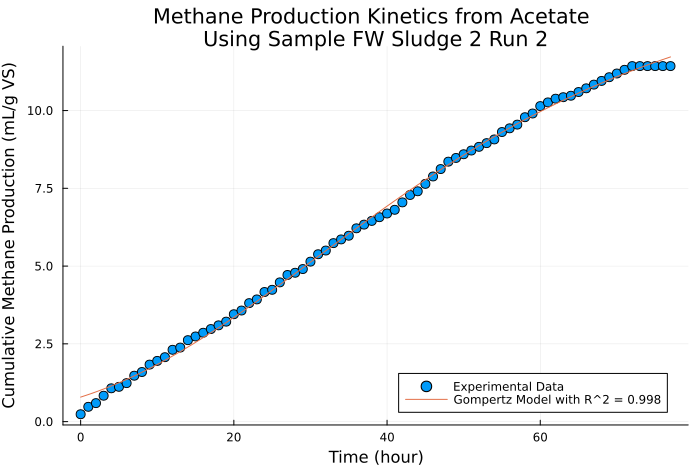 Methane Production Kinetics from Acetate
Using Sample FW Sludge 2 Run 2
Cumulative Methane Production (mL/g VS)
10.0
7.5
5.0
2.5
0.0
Experimental Data
Gompertz Model with R^2 = 0.998
0
20
40
60
Time (hour)